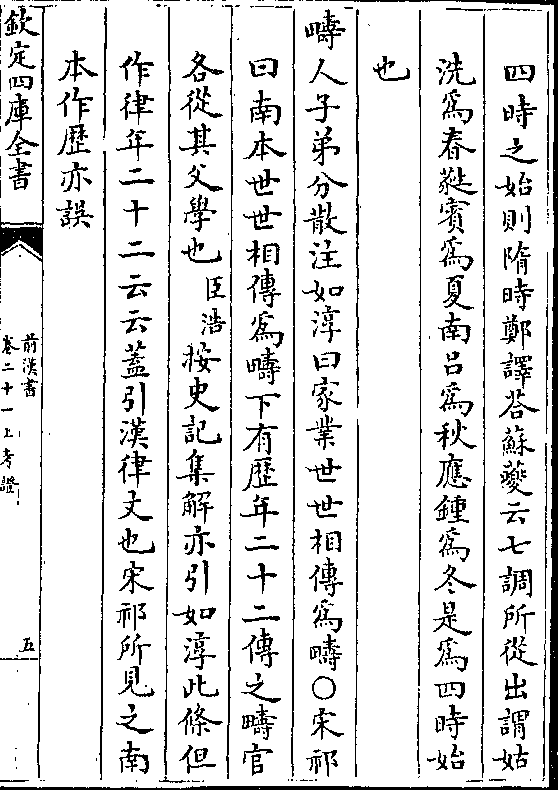 四時之始則隋時鄭譯荅蘇夔云七調所從出謂姑
洗爲春蕤賓爲夏南呂爲秋應鍾爲冬是爲四時始
也
疇人子弟分散注如淳曰家業世世相傳爲疇○宋祁
曰南本世世相傳爲疇下有歷年二十二傳之疇官
各從其父學也臣浩按史記集解亦引如淳此條但
作律年二十二云云蓋引漢律文也宋祁所見之南
本作歷亦誤
欽定四庫全書
前漢書
卷二十一上考證
五